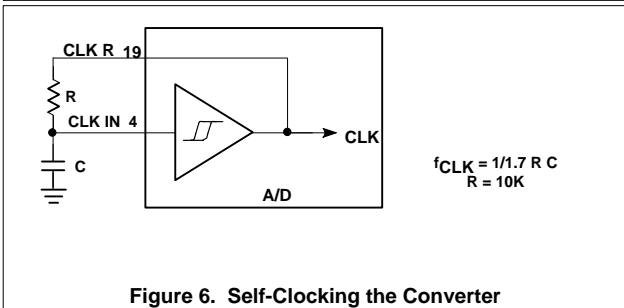 CLK R 19
R
CLK IN 4
C
CLK
A/D
fCLK = 1/1.7 R C
R = 10K
Figure 6. Self-Clocking the Converter